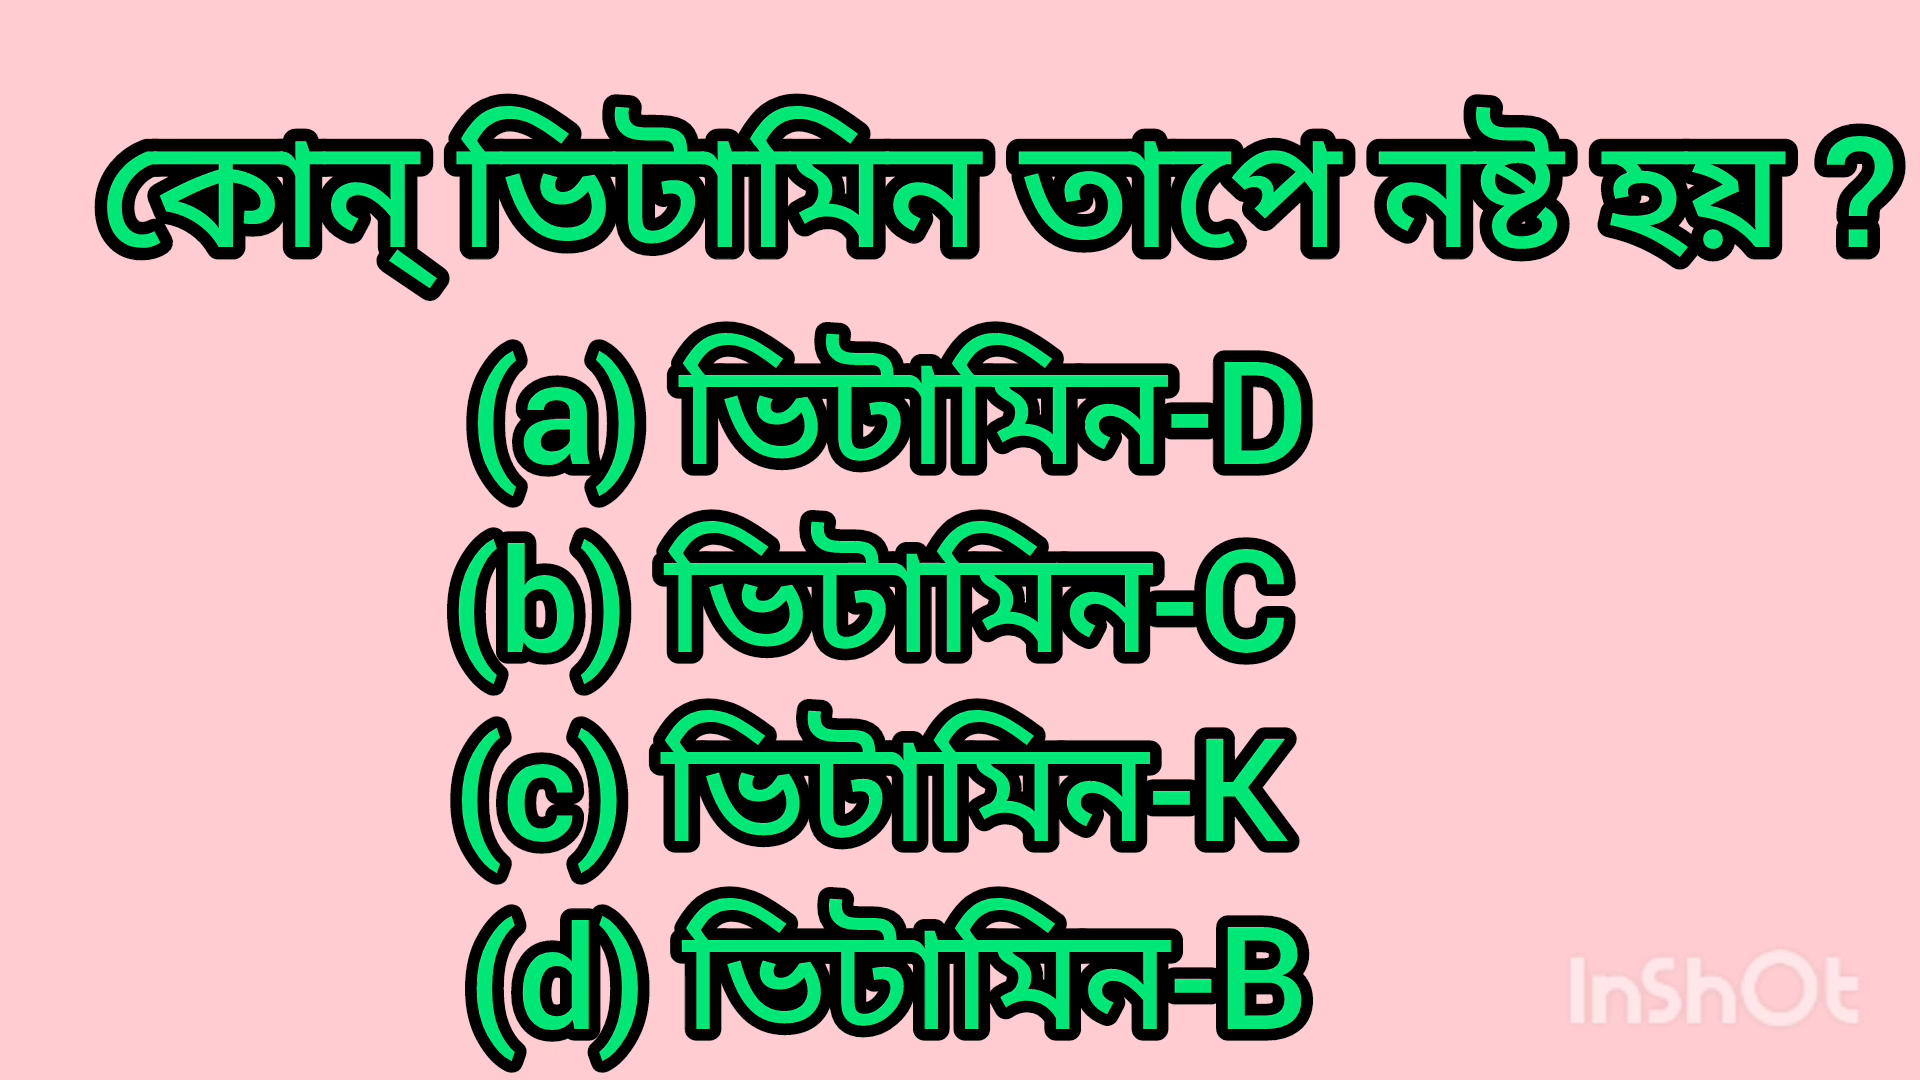 কোন্ ভিটামিন তাপে নষ্ট হয় ?
(a) ভিটামিন-D
(b) ভিটামিন-C
(c) ভিটামিন-K
(d) ভিটামিন-B
InShOt